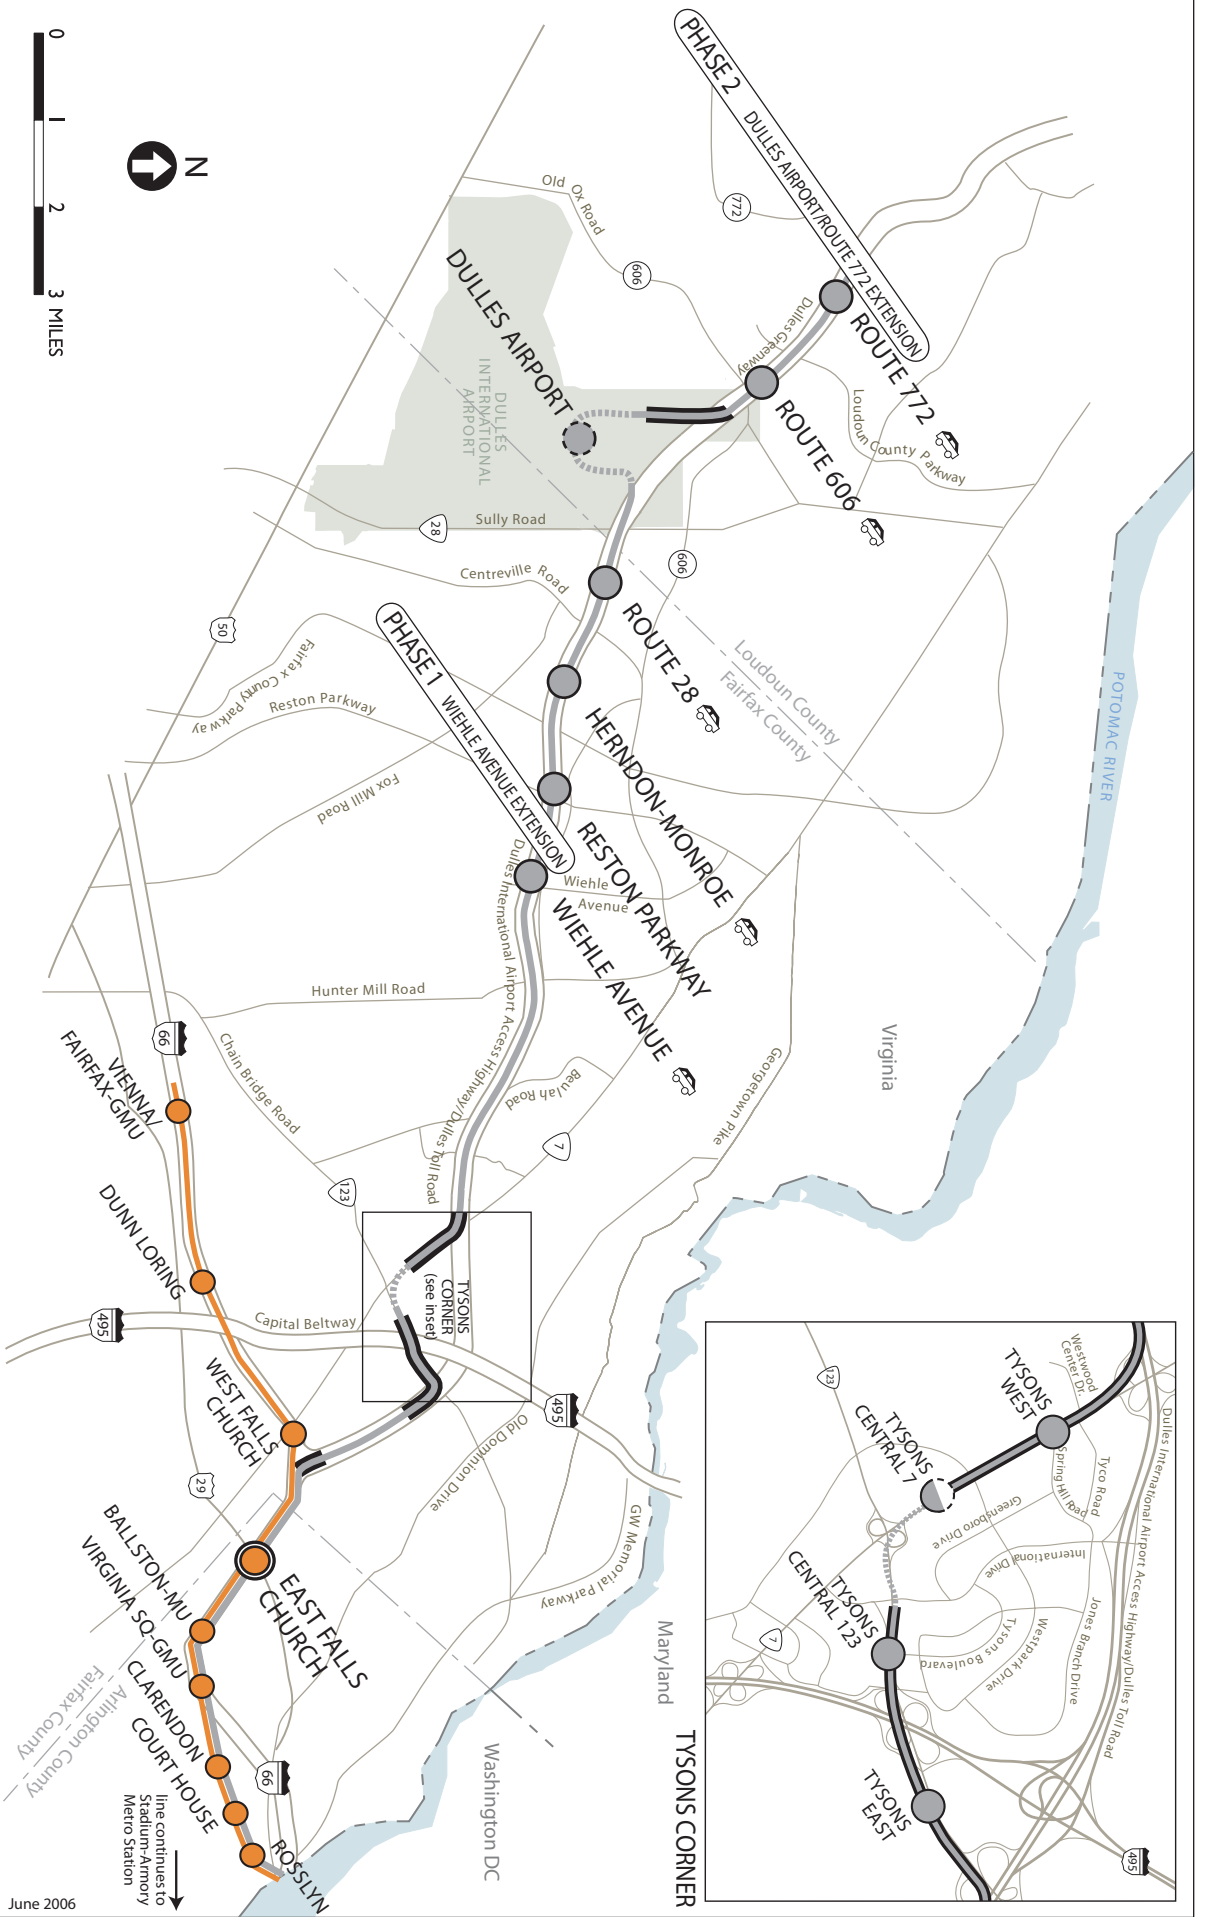 PHASE 2 DULLES AIRPORT/ROUTE 772 EXTENSION
ROUTE 772
ROUTE 606
DULLES AIRPORT
ROUTE 28
HERNDON-MONROE
RESTON PARKWAY
WIEHLE AVENUE
PHASE 1 WIEHLE AVENUE EXTENSION
Old Ox Road
772
606
Dulles Greenway
Loudoun County Parkway
DULLES
INTERNATIONAL
AIRPORT
Sully Road
28
606
Centreville Road
50
Fairfax County Parkway
Reston Parkway
Fox Mill Road
Loudoun County
Fairfax County
POTOMAC RIVER
Wiehle
Avenue
Dulles International Airport Access Highway/Dulles Toll Road
Hunter Mill Road
Chain Bridge Road
Beulah Road
Georgetown Pike
7
123
66
Virginia
VIENNA/
FAIRFAX-GMU
DUNN LORING
Capital Beltway
495
495
TYSONS
CORNER
(see inset)
WEST FALLS
CHURCH
29
Old Dominion Drive
GW Memorial Parkway
EAST FALLS
CHURCH
BALLSTON-MU
VIRGINIA SQ-GMU
CLARENDON
COURT HOUSE
ROSSLYN
66
Fairfax County
Arlington County
Maryland
Washington DC
line continues to
Stadium-Armory
Metro Station
TYSONS CORNER
Westwood
Center Dr.
TYSONS
WEST
TYSONS
CENTRAL 7
TYSONS
CENTRAL 123
TYSONS
EAST
123
7
Spring Hill Road
Tyco Road
Greensboro Drive
International Drive
Tysons Boulevard
Westpark Drive
Jones Branch Drive
Dulles International Airport Access Highway/Dulles Toll Road
495
N
0 1 2 3 MILES
June 2006